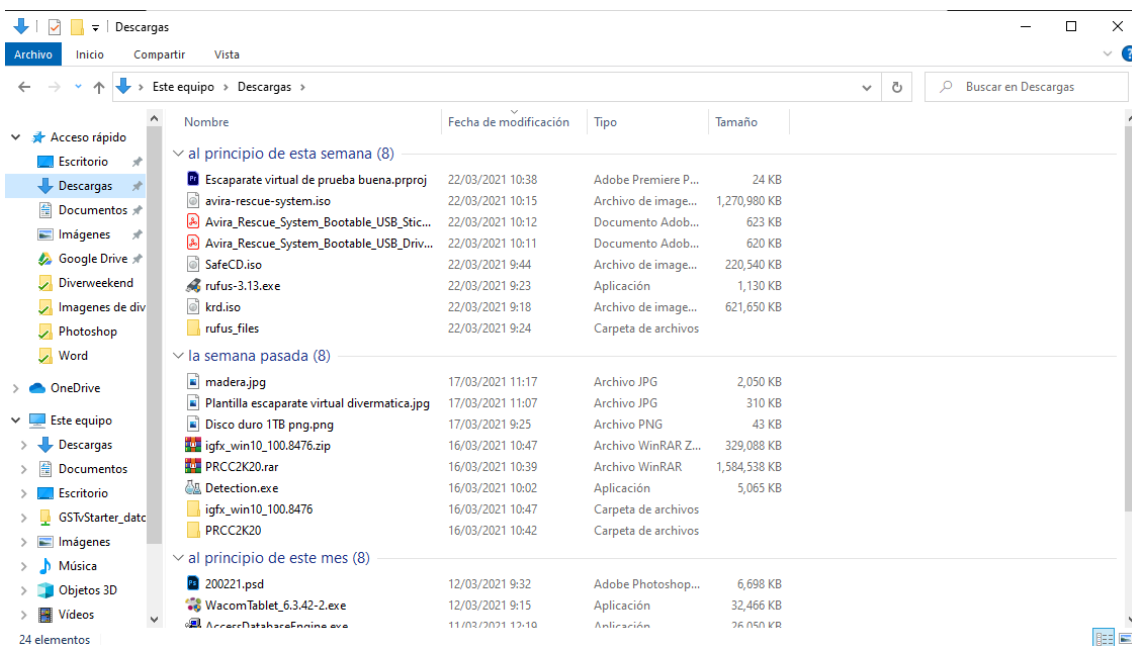 Descargas
Archivo Inicio Compartir Vista
Este equipo Descargas Buscar en Descargas
Nombre Fecha de modificación Tipo Tamaño
Acceso rápido
Escritorio
Descargas
Documentos
Imágenes
Google Drive
Diverweekend
Imagenes de div
Photoshop
Word
OneDrive
Este equipo
Descargas
Documentos
Escritorio
GSTvStarter_datc
Imágenes
Música
Objetos 3D
Vídeos
al principio de esta semana (8)
Escaparate virtual de prueba buena.prproj 22/03/2021 10:38 Adobe Premiere P... 24 KB
avira-rescue-system.iso 22/03/2021 10:15 Archivo de image... 1,270,980 KB
Avira_Rescue_System_Bootable_USB_Stic... 22/03/2021 10:12 Documento Adob... 623 KB
Avira_Rescue_System_Bootable_USB_Driv... 22/03/2021 10:11 Documento Adob... 620 KB
SafeCD.iso 22/03/2021 9:44 Archivo de image... 220,540 KB
rufus-3.13.exe 22/03/2021 9:23 Aplicación 1,130 KB
krd.iso 22/03/2021 9:18 Archivo de image... 621,650 KB
rufus_files 22/03/2021 9:24 Carpeta de archivos
la semana pasada (8)
madera.jpg 17/03/2021 11:17 Archivo JPG 2,050 KB
Plantilla escaparate virtual divermatica.jpg 17/03/2021 11:07 Archivo JPG 310 KB
Disco duro 1TB png.png 17/03/2021 9:25 Archivo PNG 43 KB
igfx_win10_100.8476.zip 16/03/2021 10:47 Archivo WinRAR Z... 329,088 KB
PRCC2K20.rar 16/03/2021 10:39 Archivo WinRAR 1,584,538 KB
Detection.exe 16/03/2021 10:02 Aplicación 5,065 KB
igfx_win10_100.8476 16/03/2021 10:47 Carpeta de archivos
PRCC2K20 16/03/2021 10:42 Carpeta de archivos
al principio de este mes (8)
200221.psd 12/03/2021 9:32 Adobe Photoshop... 6,698 KB
WacomTablet_6.3.42-2.exe 12/03/2021 9:15 Aplicación 32,466 KB
AccessDatabaseEngine.exe 11/03/2021 12:19 Aplicación 26,050 KB
24 elementos